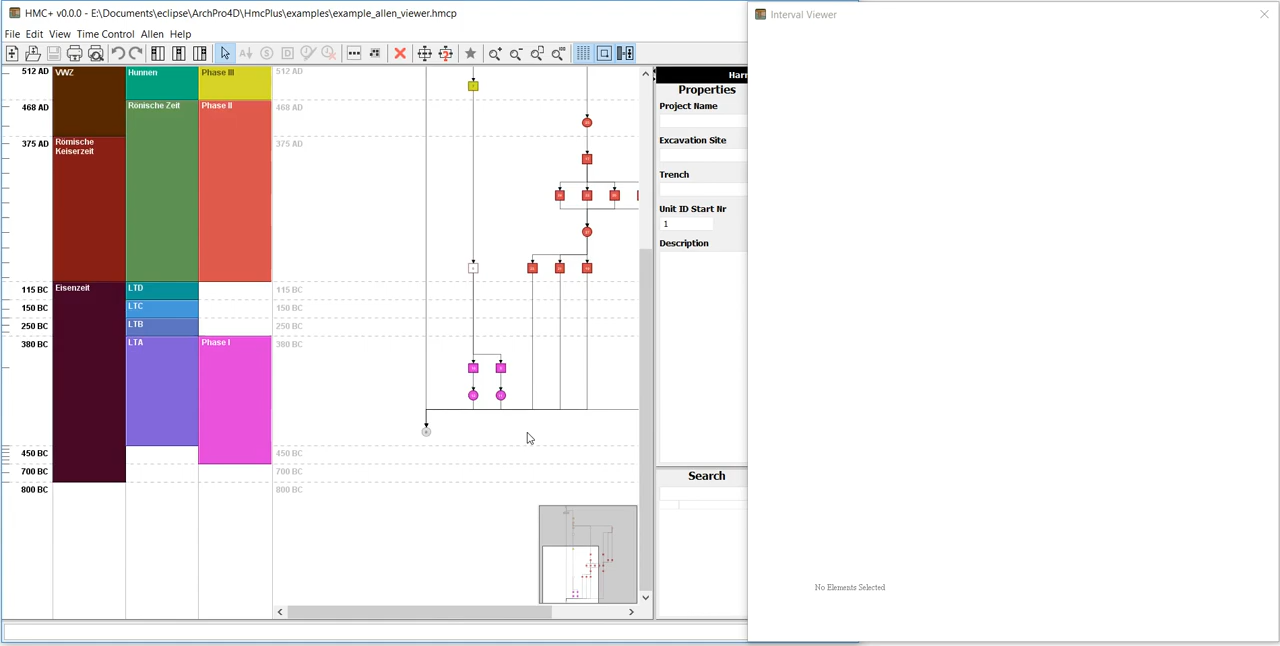 HMC+ v0.0.0 - E:\Documents\eclipse\ArchPro4D\HmcPlus\examples\example_allen_viewer.hmcp
File Edit View Time Control Allen Help
512 AD
468 AD
375 AD
115 BC
150 BC
250 BC
380 BC
450 BC
700 BC
800 BC
VWZ
Römische
Keiserzeit
Eisenzeit
Hunnen
Rönische Zeit
LTD
LTC
LTB
LTA
Phase III
Phase II
Phase I
512 AD
468 AD
375 AD
115 BC
150 BC
250 BC
380 BC
450 BC
700 BC
800 BC
Harr
Properties
Project Name
Excavation Site
Trench
Unit ID Start Nr
1
Description
Search
Interval Viewer
No Elements Selected